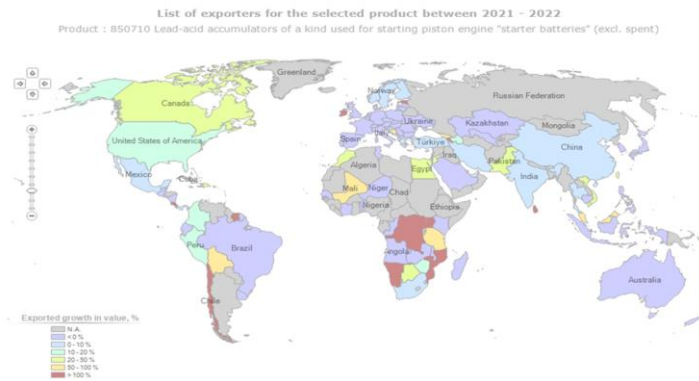 List of exporters for the selected product between 2021 - 2022
Product : 850710 Lead-acid accumulators of a kind used for starting piston engine "starter batteries" (excl. spent)
Greenland
Norway
Russian Federation
Canada
Ukraine
Kazakhstan
Mongolia
United States of America
Spain
Italy
Türkiye
China
Iraq
Mexico
Cuba
Algeria
Egypt
Pakistan
India
Mali
Niger
Chad
Nigeria
Ethiopia
Peru
Brazil
Angola
Australia
Chile
Exported growth in value, %
N.A.
< 0 %
0 - 10 %
10 - 20 %
20 - 50 %
50 - 100 %
> 100 %